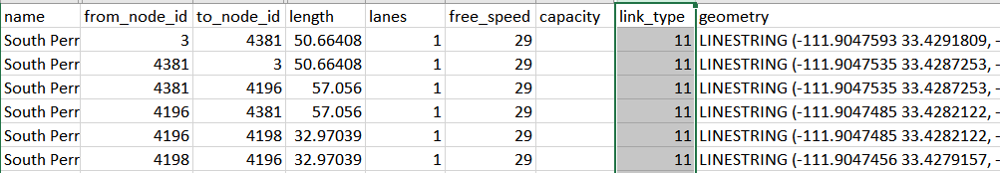 name from_node_id to_node_id length lanes free_speed capacity link_type geometry
South Perr 3 4381 50.66408 1 29 11 LINESTRING (-111.9047593 33.4291809, -
South Perr 4381 3 50.66408 1 29 11 LINESTRING (-111.9047535 33.4287253, -
South Perr 4381 4196 57.056 1 29 11 LINESTRING (-111.9047535 33.4287253, -
South Perr 4196 4381 57.056 1 29 11 LINESTRING (-111.9047485 33.4282122, -
South Perr 4196 4198 32.97039 1 29 11 LINESTRING (-111.9047485 33.4282122, -
South Perr 4198 4196 32.97039 1 29 11 LINESTRING (-111.9047456 33.4279157, -